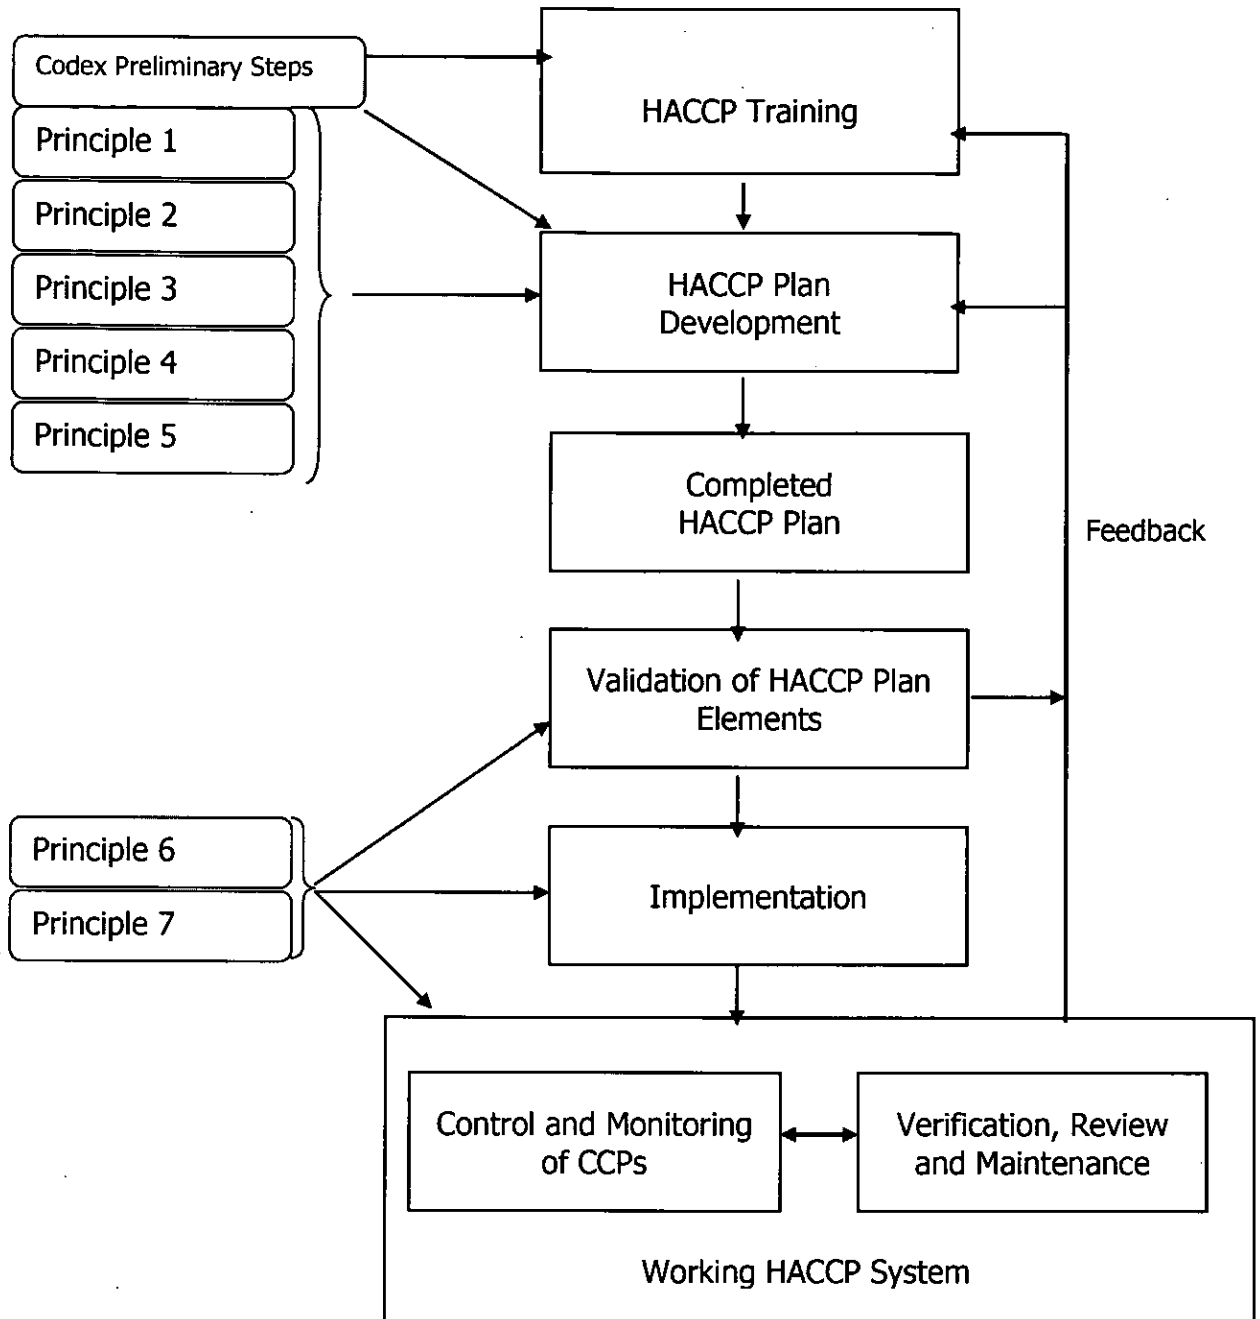 Codex Preliminary Steps
Principle 1
Principle 2
Principle 3
Principle 4
Principle 5
HACCP Training
HACCP Plan
Development
Completed
HACCP Plan
Feedback
Validation of HACCP Plan
Elements
Principle 6
Principle 7
Implementation
Control and Monitoring
of CCPs
Verification, Review
and Maintenance
Working HACCP System